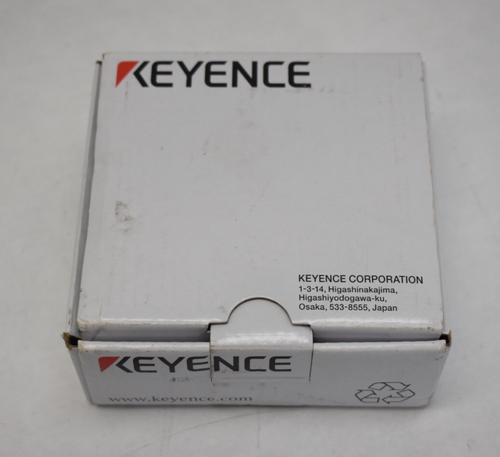 KEYENCE
KEYENCE CORPORATION
1-3-14, Higashinakajima,
Higashiyodogawa-ku,
Osaka, 533-8555, Japan
KEYENCE
www.keyence.com